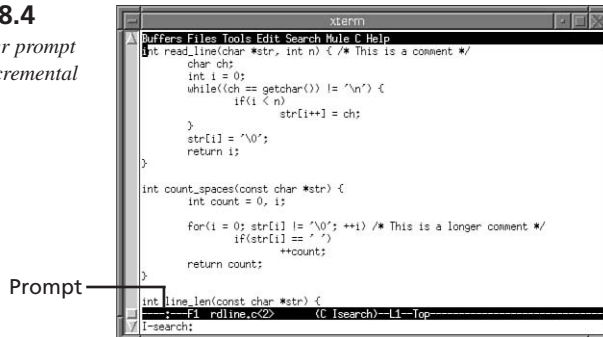 8.4
r prompt
cremental
xterm
Buffers Files Tools Edit Search Mule C Help
int read_line(char *str, int n) { /* This is a comment */
char ch;
int i = 0;
while((ch == getchar()) != '\n') {
if(i < n)
str[i++] = ch;
}
str[i] = '\0';
return i;
}
int count_spaces(const char *str) {
int count = 0, i;
for(i = 0; str[i] != '\0'; ++i) /* This is a longer comment */
if(str[i] == ' ')
++count;
return count;
}
int line_len(const char *str) {
----:---F1 rdline.c<2> (C Isearch)--L1--Top----------------------------
I-search:
Prompt